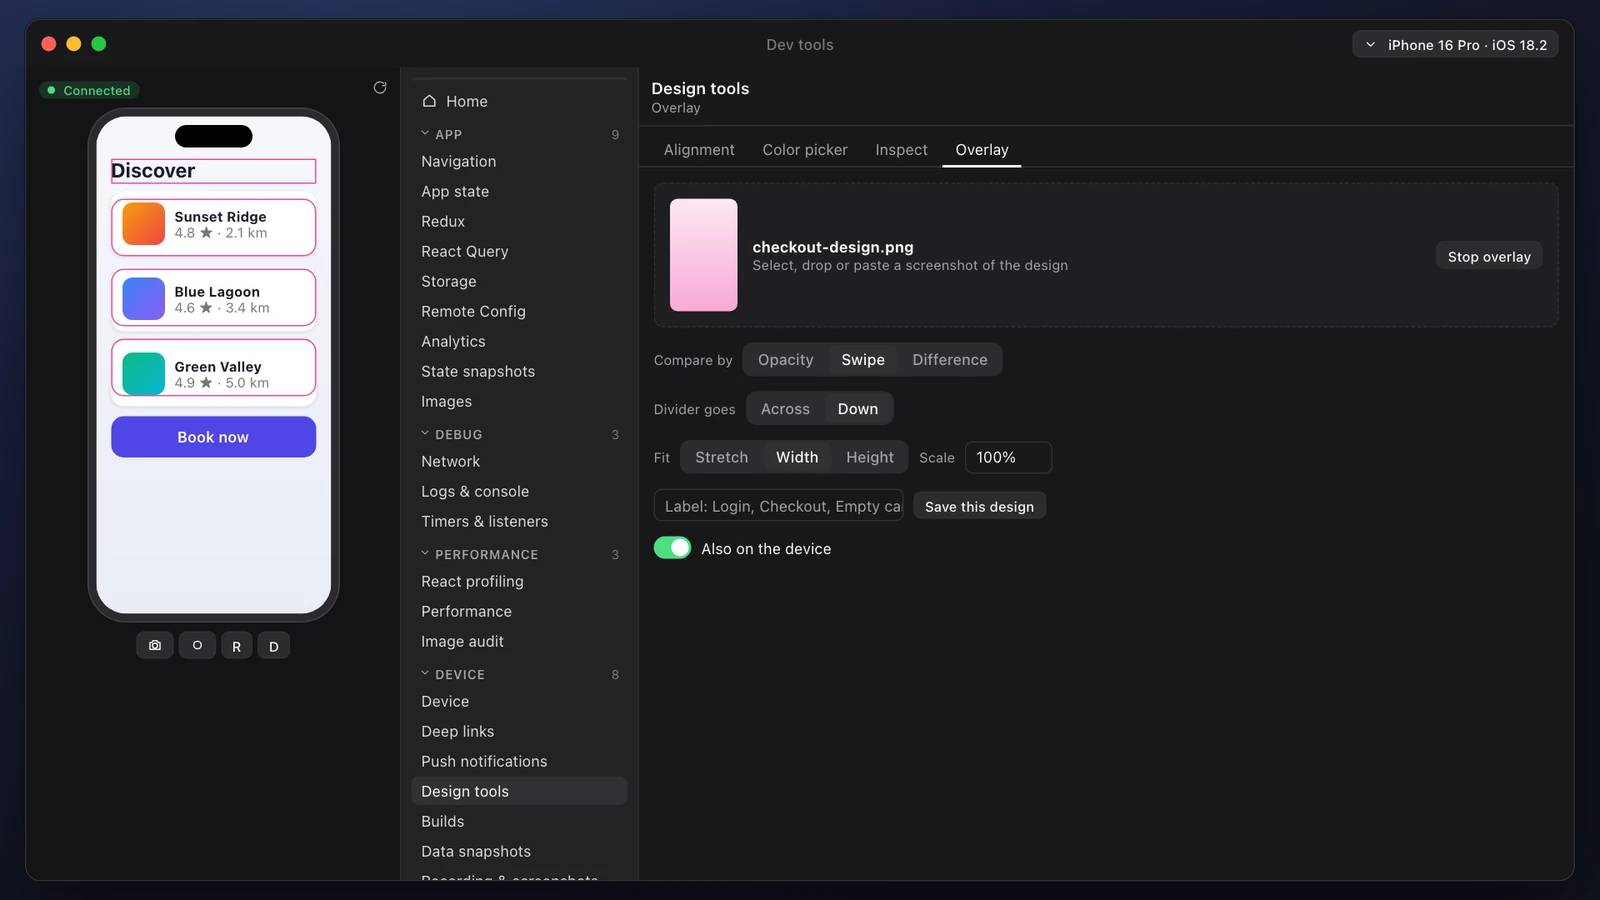 Dev tools
iPhone 16 Pro · iOS 18.2
Connected
Discover
Sunset Ridge
4.8 ★ · 2.1 km
Blue Lagoon
4.6 ★ · 3.4 km
Green Valley
4.9 ★ · 5.0 km
Book now
R
D
Home
APP 9
Navigation
App state
Redux
React Query
Storage
Remote Config
Analytics
State snapshots
Images
DEBUG 3
Network
Logs & console
Timers & listeners
PERFORMANCE 3
React profiling
Performance
Image audit
DEVICE 8
Device
Deep links
Push notifications
Design tools
Builds
Data snapshots
Recording & screenshots
Design tools
Overlay
Alignment Color picker Inspect Overlay
checkout-design.png
Select, drop or paste a screenshot of the design
Stop overlay
Compare by Opacity Swipe Difference
Divider goes Across Down
Fit Stretch Width Height Scale 100%
Label: Login, Checkout, Empty ca Save this design
Also on the device